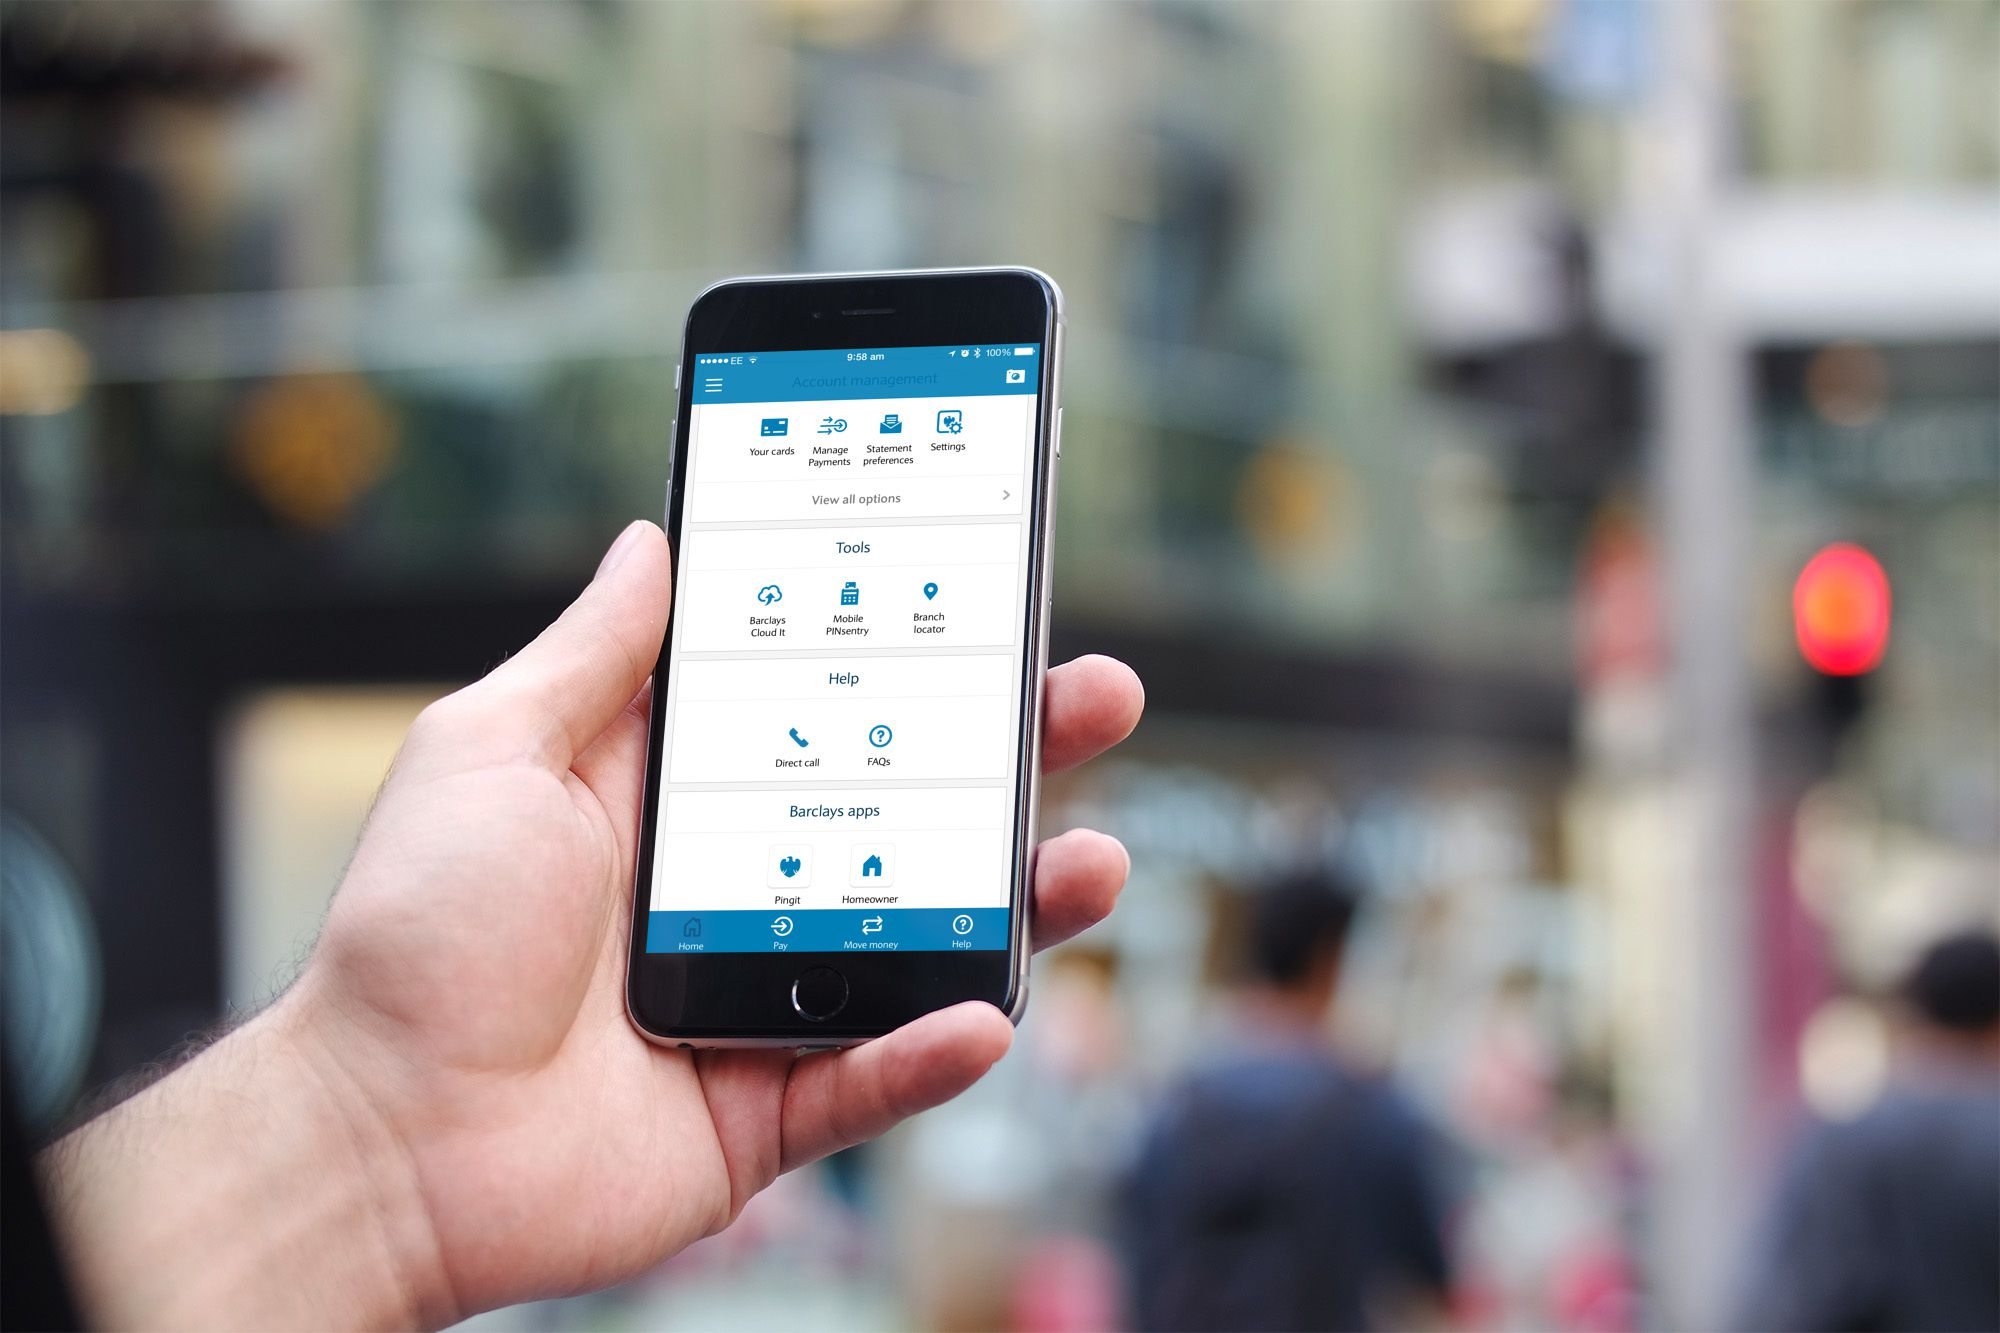 EE 9:58 am 100%
Account management
Your cards
Manage
Payments
Statement
preferences
Settings
View all options
Tools
Barclays
Cloud It
Mobile
PINsentry
Branch
locator
Help
Direct call
FAQs
Barclays apps
Pingit
Homeowner
Home
Pay
Move money
Help